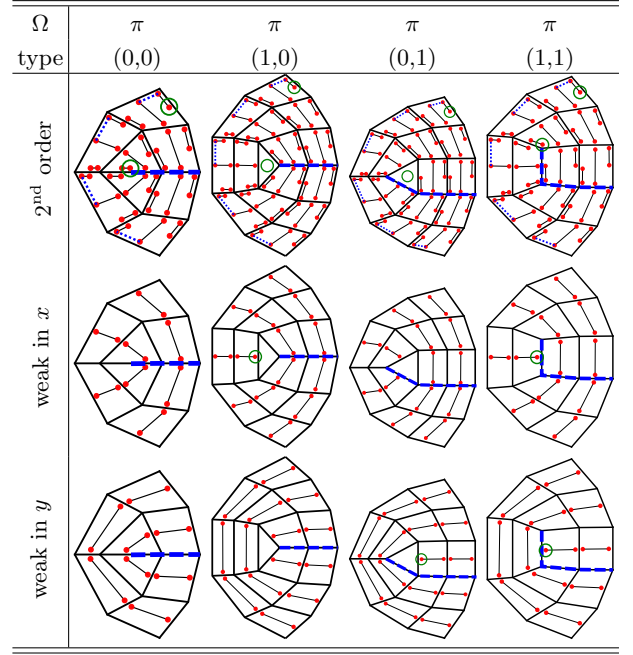 Ω π π π π
type (0,0) (1,0) (0,1) (1,1)
2nd order
weak in x
weak in y